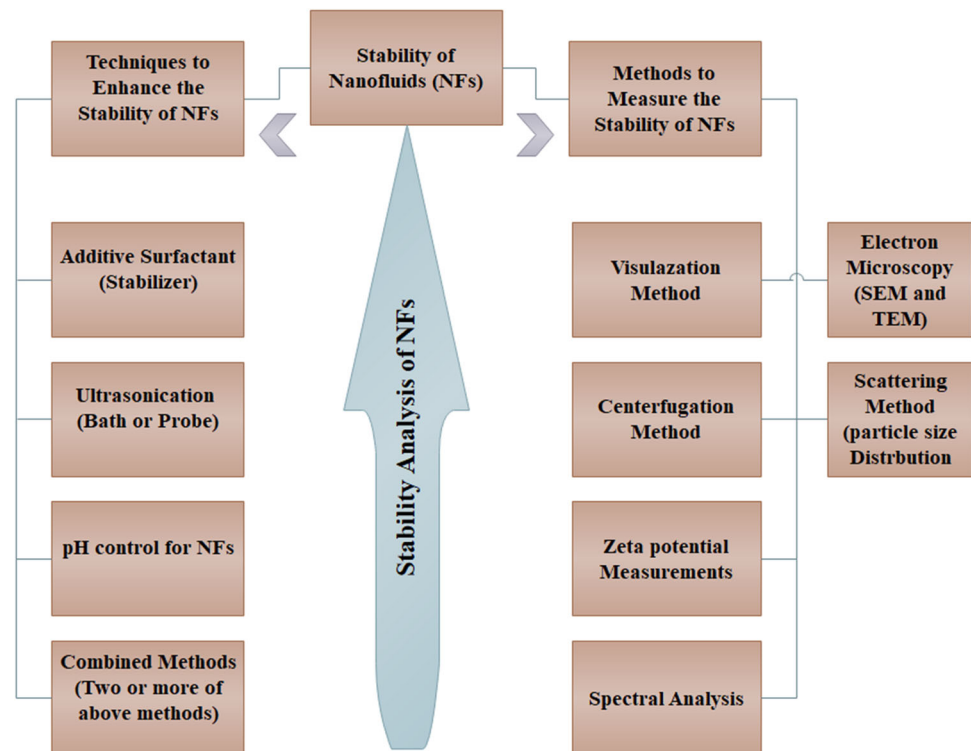 Stability of
Nanofluids (NFs)
Techniques to
Enhance the
Stability of NFs
Methods to
Measure the
Stability of NFs
Additive Surfactant
(Stabilizer)
Ultrasonication
(Bath or Probe)
pH control for NFs
Combined Methods
(Two or more of
above methods)
Stability Analysis of NFs
Visulazation
Method
Centerfugation
Method
Zeta potential
Measurements
Spectral Analysis
Electron
Microscopy
(SEM and
TEM)
Scattering
Method
(particle size
Distrbution